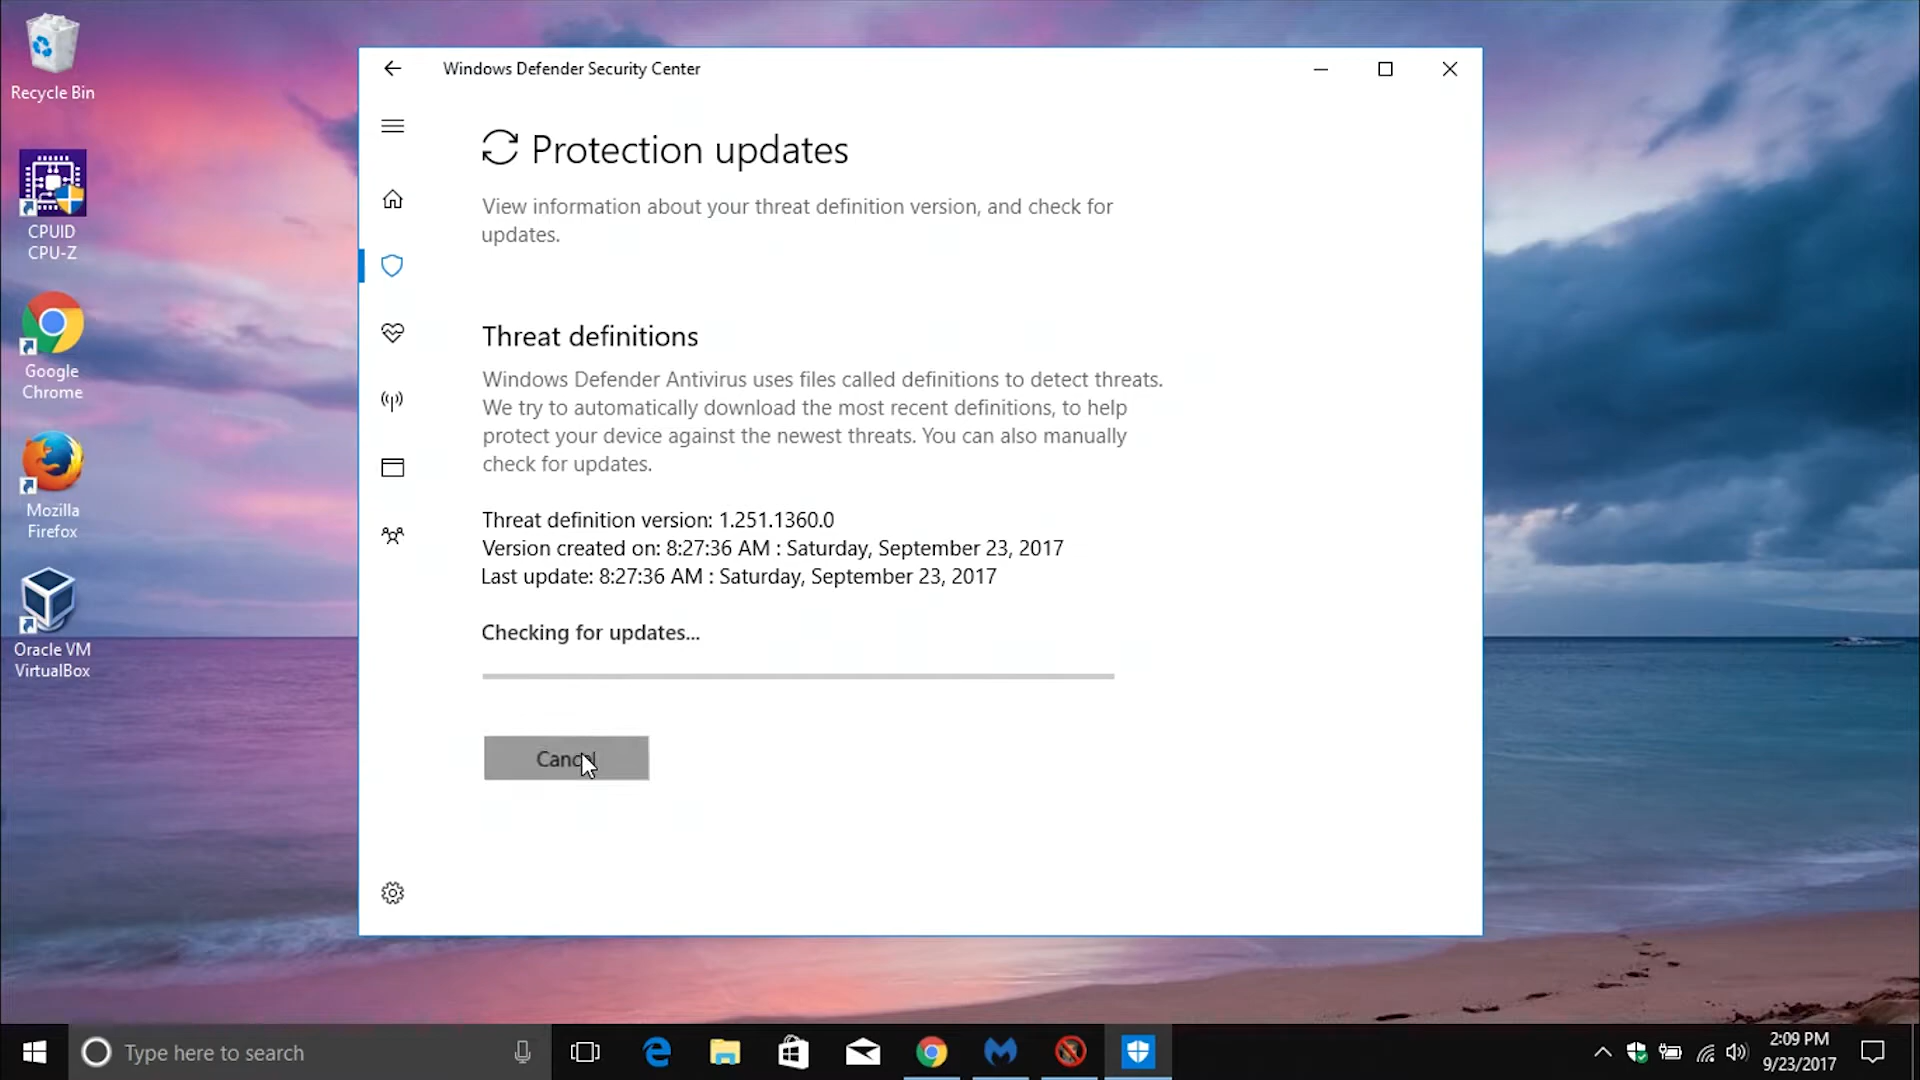 Recycle Bin
CPUID
CPU-Z
Google
Chrome
Mozilla
Firefox
Oracle VM
VirtualBox
Windows Defender Security Center
Protection updates
View information about your threat definition version, and check for
updates.
Threat definitions
Windows Defender Antivirus uses files called definitions to detect threats.
We try to automatically download the most recent definitions, to help
protect your device against the newest threats. You can also manually
check for updates.
Threat definition version: 1.251.1360.0
Version created on: 8:27:36 AM : Saturday, September 23, 2017
Last update: 8:27:36 AM : Saturday, September 23, 2017
Checking for updates...
Cancel
Type here to search
2:09 PM
9/23/2017